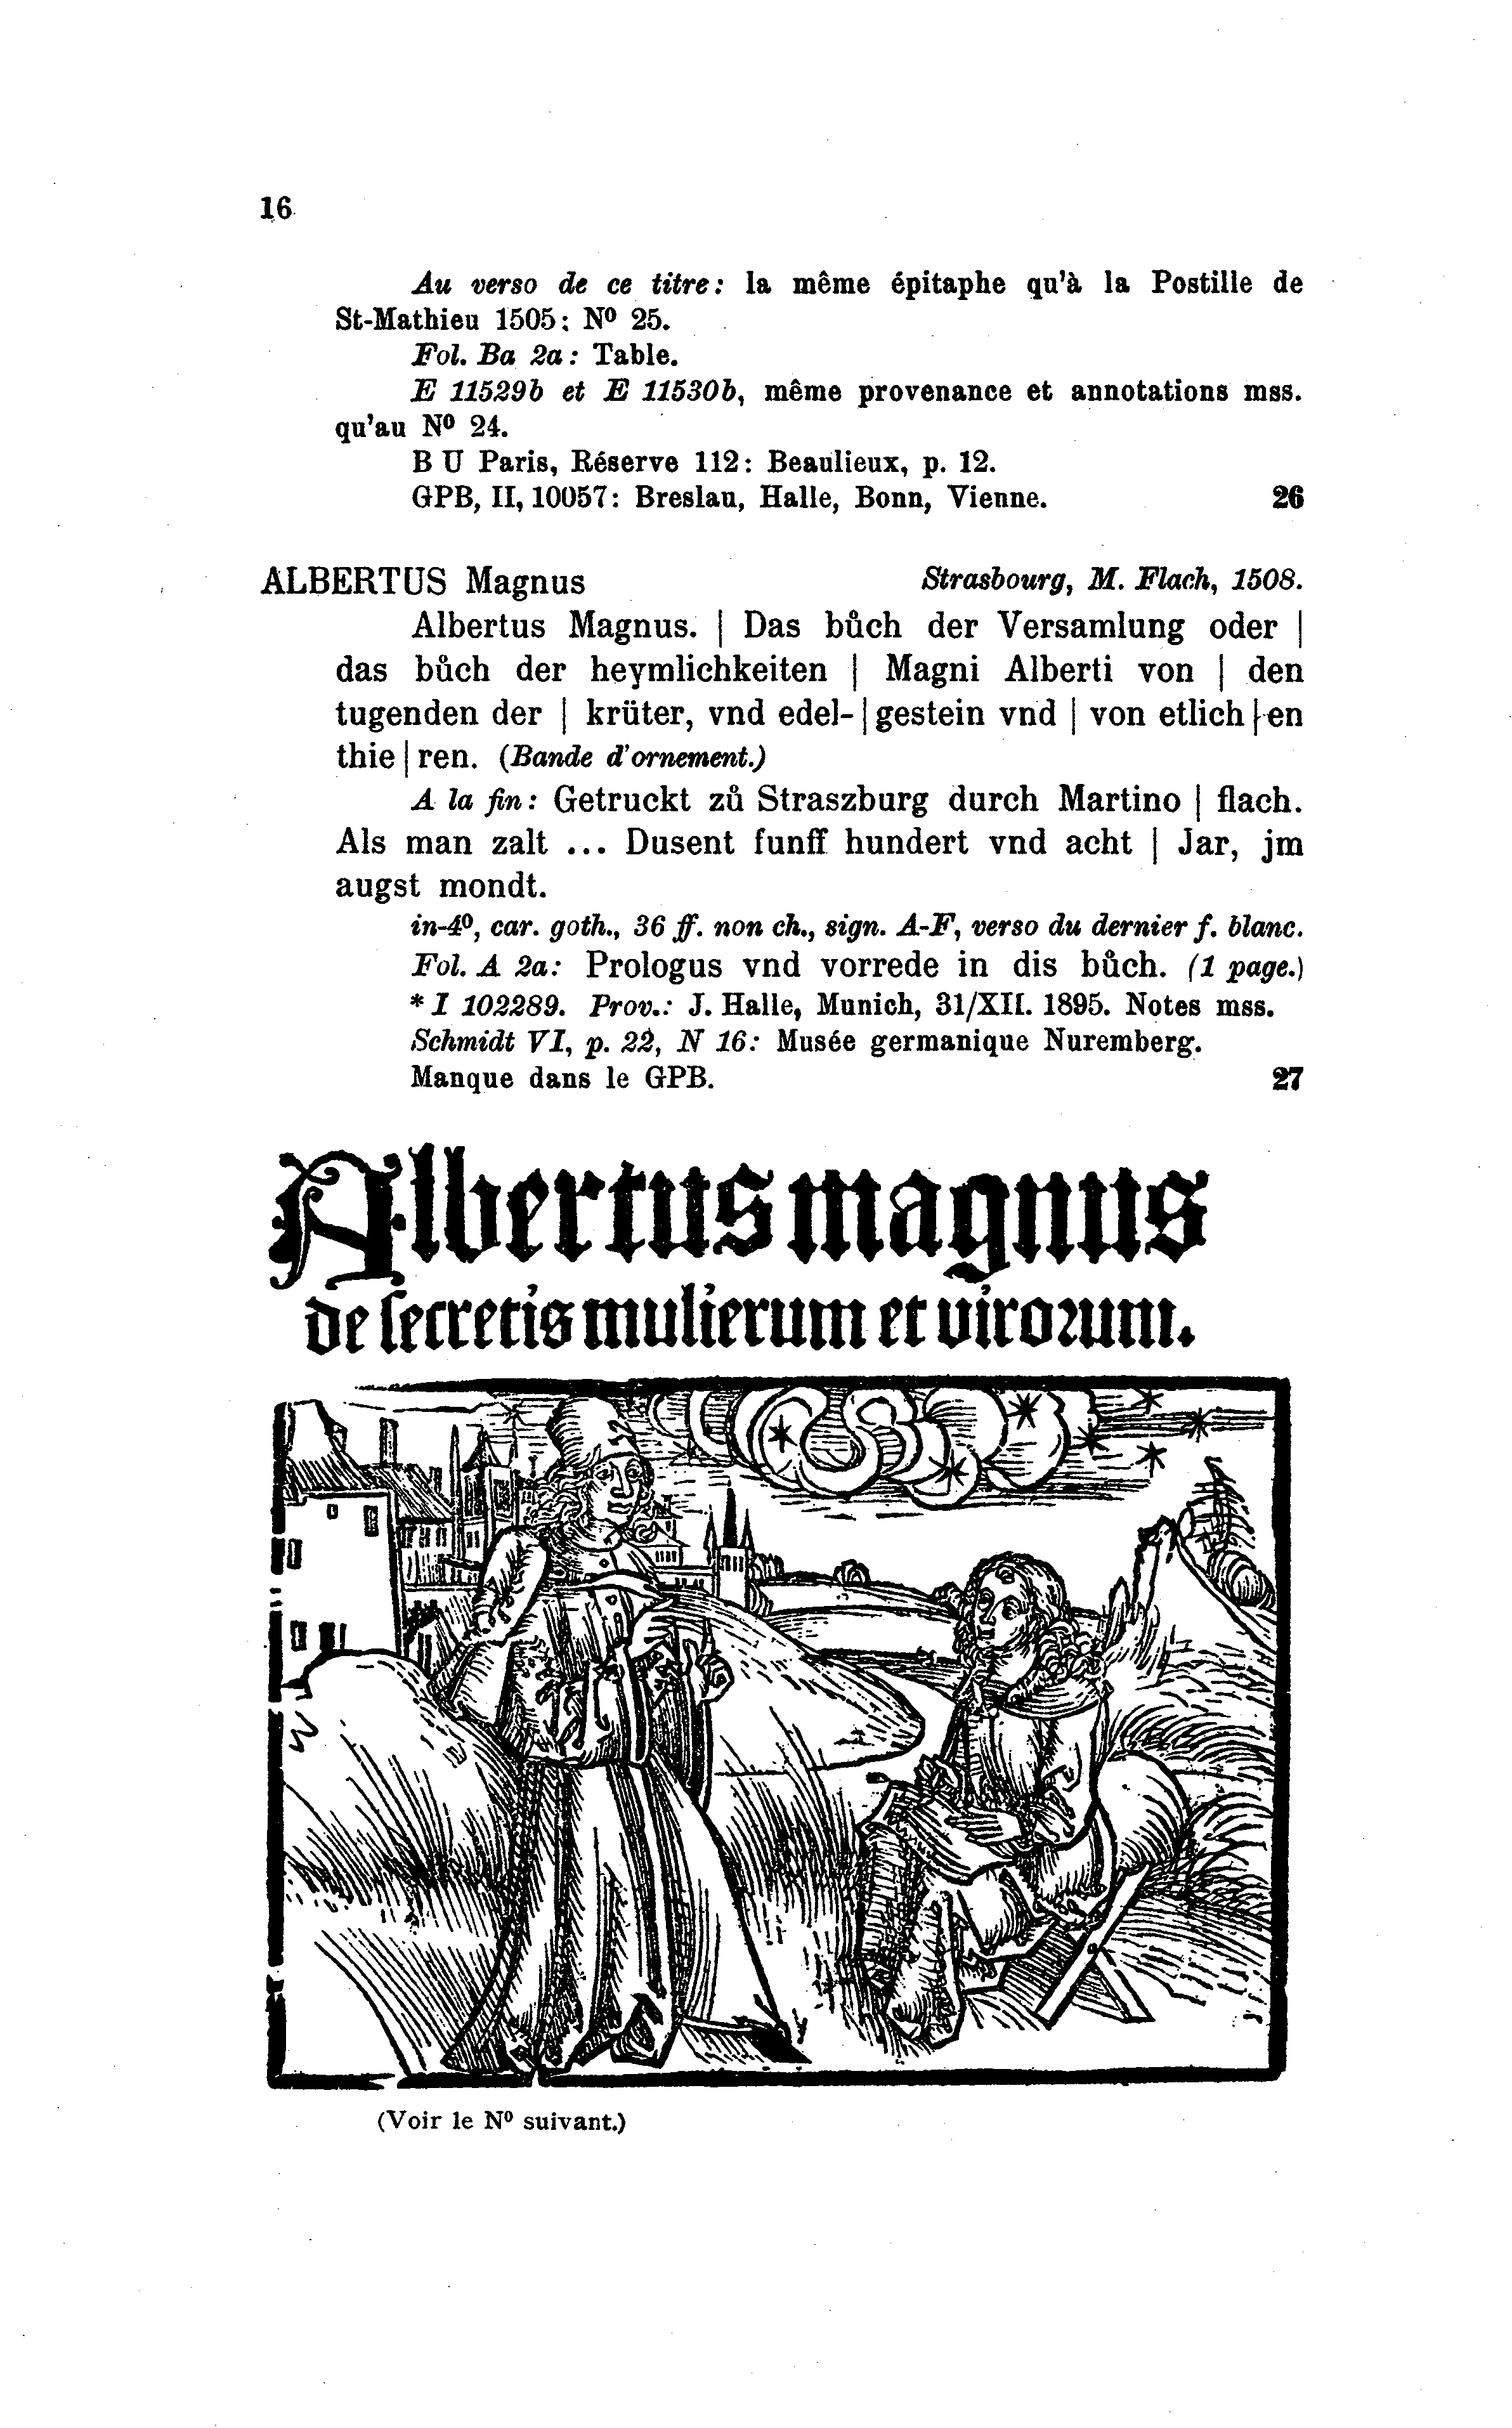 16
Au verso de ce titre: la même épitaphe qu'à la Postille de
St-Mathieu 1505; Nº 25.
Fol. Ba 2a: Table.
E 11529b et E 11530b, même provenance et annotations mss.
qu'au Nº 24.
B U Paris, Réserve 112: Beaulieux, p. 12.
GPB, II, 10057: Breslau, Halle, Bonn, Vienne. 26
ALBERTUS Magnus Strasbourg, M. Flach, 1508.
Albertus Magnus. | Das bůch der Versamlung oder |
das bůch der heymlichkeiten | Magni Alberti von | den
tugenden der | krüter, vnd edel- | gestein vnd | von etlich | en
thie | ren. (Bande d'ornement.)
A la fin: Getruckt zů Straszburg durch Martino | flach.
Als man zalt ... Dusent funff hundert vnd acht | Jar, jm
augst mondt.
in-4º, car. goth., 36 ff. non ch., sign. A-F, verso du dernier f. blanc.
Fol. A 2a: Prologus vnd vorrede in dis bůch. (1 page.)
* I 102289. Prov.: J. Halle, Munich, 31/XII. 1895. Notes mss.
Schmidt VI, p. 22, N 16: Musée germanique Nuremberg.
Manque dans le GPB. 27
Albertus magnus
de secretis mulierum et virorum.
(Voir le Nº suivant.)